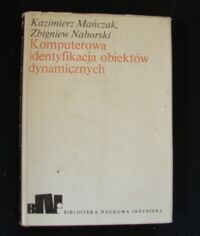 Kazimierz Mańczak,
Zbigniew Nahorski
Komputerowa
identyfikacja obiektów
dynamicznych
BNI BIBLIOTEKA NAUKOWA INŻYNIERA